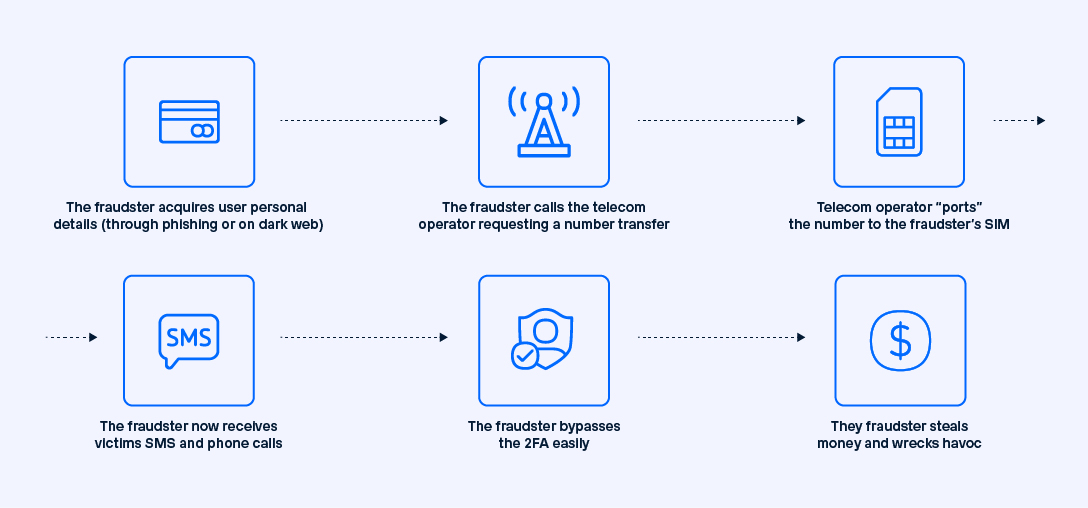 The fraudster acquires user personal
details (through phishing or on dark web)
The fraudster calls the telecom
operator requesting a number transfer
Telecom operator "ports"
the number to the fraudster's SIM
SMS
The fraudster now receives
victims SMS and phone calls
The fraudster bypasses
the 2FA easily
$
They fraudster steals
money and wrecks havoc